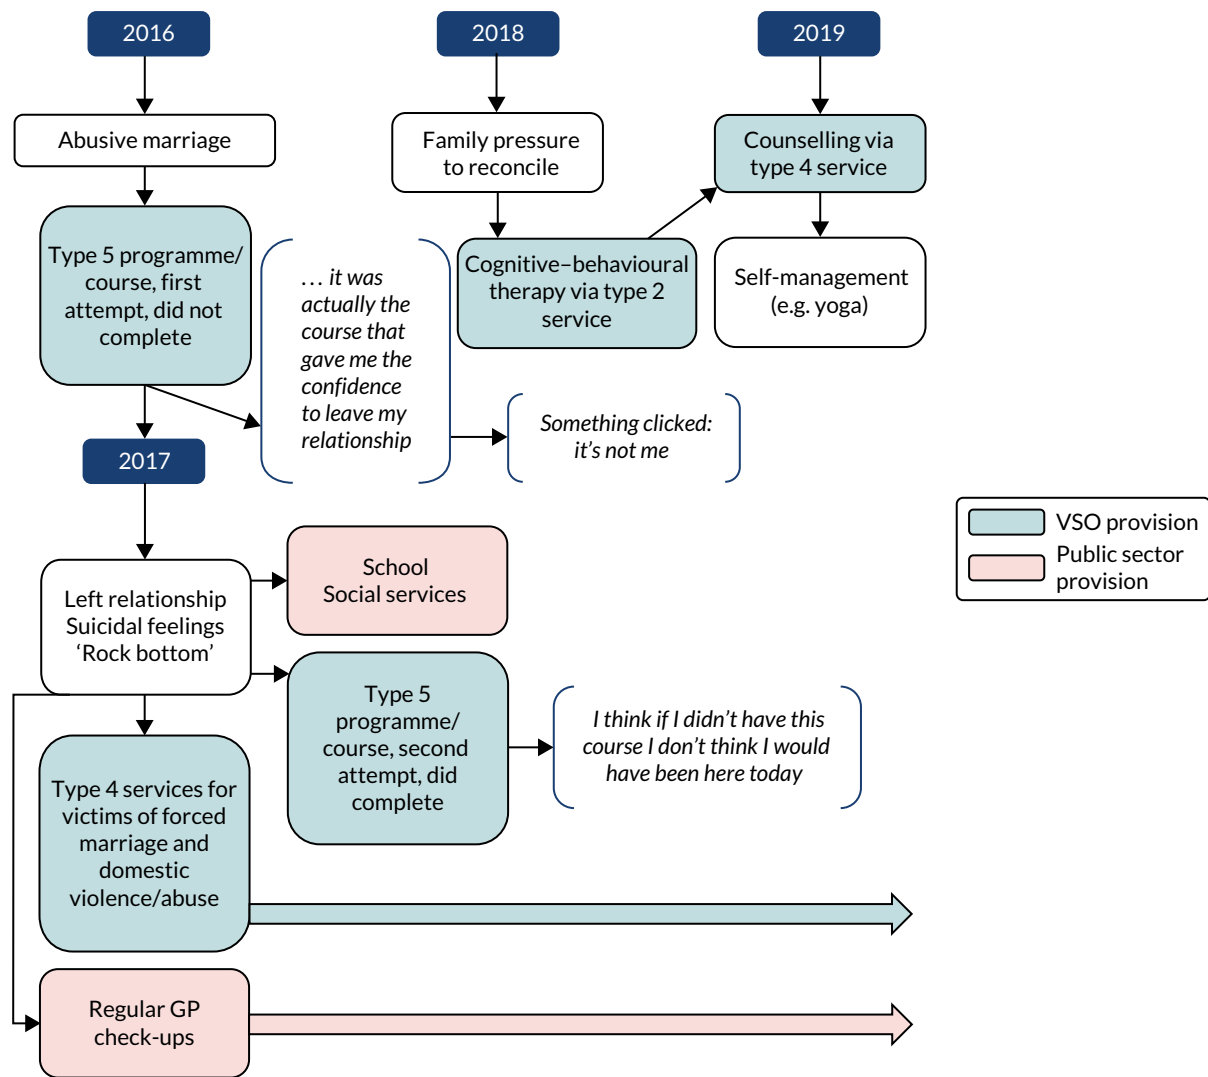 2016
Abusive marriage
Type 5 programme/
course, first
attempt, did not
complete
… it was
actually the
course that
gave me the
confidence
to leave my
relationship
Something clicked:
it’s not me
2017
Left relationship
Suicidal feelings
‘Rock bottom’
School
Social services
Type 5
programme/
course, second
attempt, did
complete
I think if I didn’t have this
course I don’t think I would
have been here today
Type 4 services for
victims of forced
marriage and
domestic
violence/abuse
Regular GP
check-ups
2018
Family pressure
to reconcile
Cognitive–behavioural
therapy via type 2
service
2019
Counselling via
type 4 service
Self-management
(e.g. yoga)
VSO provision
Public sector
provision